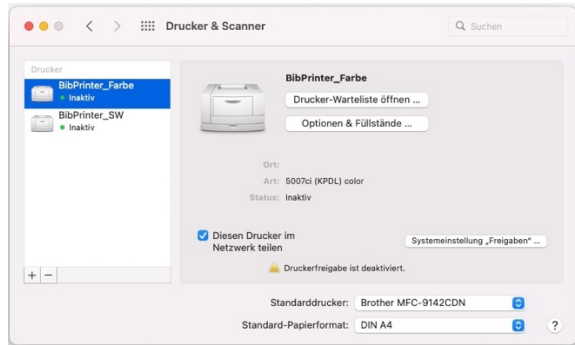 Drucker & Scanner
Suchen
Drucker
BibPrinter_Farbe
Inaktiv
BibPrinter_SW
Inaktiv
BibPrinter_Farbe
Drucker-Warteliste öffnen ...
Optionen & Füllstände ...
Ort:
Art: 5007ci (KPDL) color
Status: Inaktiv
Diesen Drucker im
Netzwerk teilen
Systemeinstellung „Freigaben“ ...
Druckerfreigabe ist deaktiviert.
+ −
Standarddrucker: Brother MFC-9142CDN
Standard-Papierformat: DIN A4
?